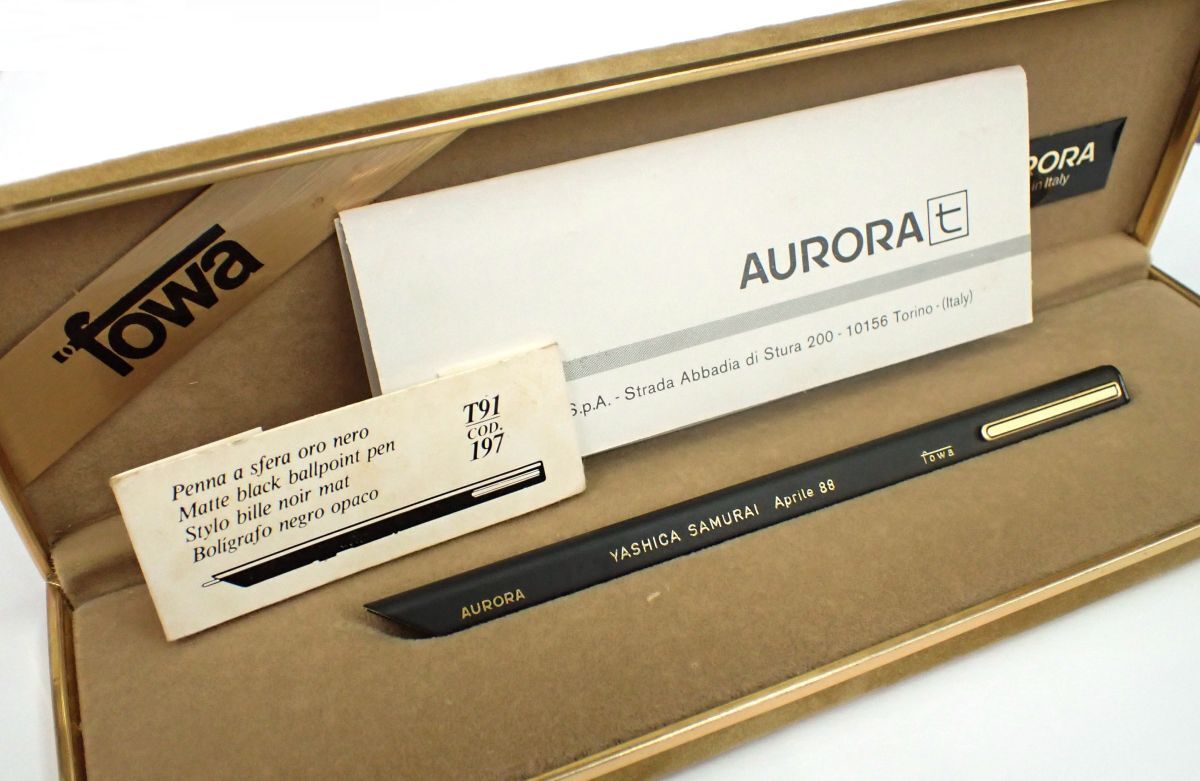 fowa
AURORA t
S.p.A. - Strada Abbadia di Stura 200 - 10156 Torino - (Italy)
RORA
in Italy
Penna a sfera oro nero
Matte black ballpoint pen
Stylo bille noir mat
Bolígrafo negro opaco
T91
COD.
197
AURORA
YASHICA SAMURAI Aprile 88
fowa